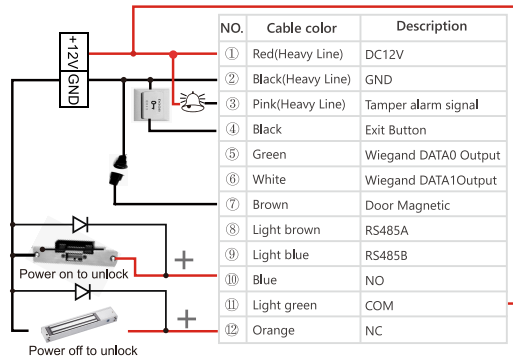 +12V GND
NO. Cable color Description
① Red(Heavy Line) DC12V
② Black(Heavy Line) GND
③ Pink(Heavy Line) Tamper alarm signal
④ Black Exit Button
⑤ Green Wiegand DATA0 Output
⑥ White Wiegand DATA1Output
⑦ Brown Door Magnetic
⑧ Light brown RS485A
⑨ Light blue RS485B
⑩ Blue NO
⑪ Light green COM
⑫ Orange NC
+
Power on to unlock
+
Power off to unlock